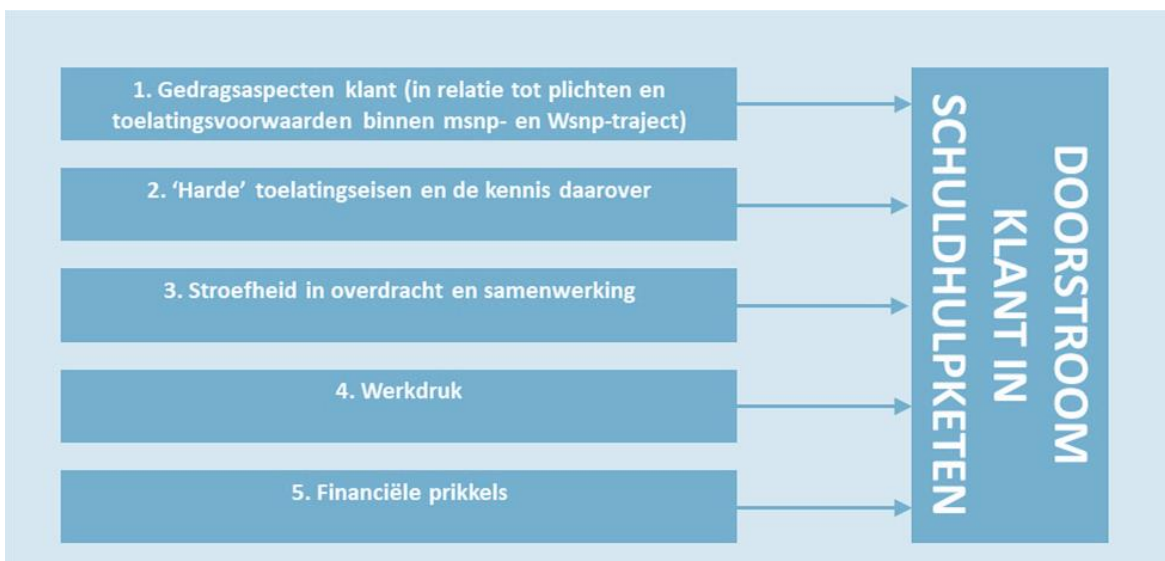 1. Gedragsaspecten klant (in relatie tot plichten en
toelatingsvoorwaarden binnen msnp- en Wsnp-traject)
2. ‘Harde’ toelatingseisen en de kennis daarover
3. Stroefheid in overdracht en samenwerking
4. Werkdruk
5. Financiële prikkels
DOORSTROOM
KLANT IN
SCHULDHULPKETEN